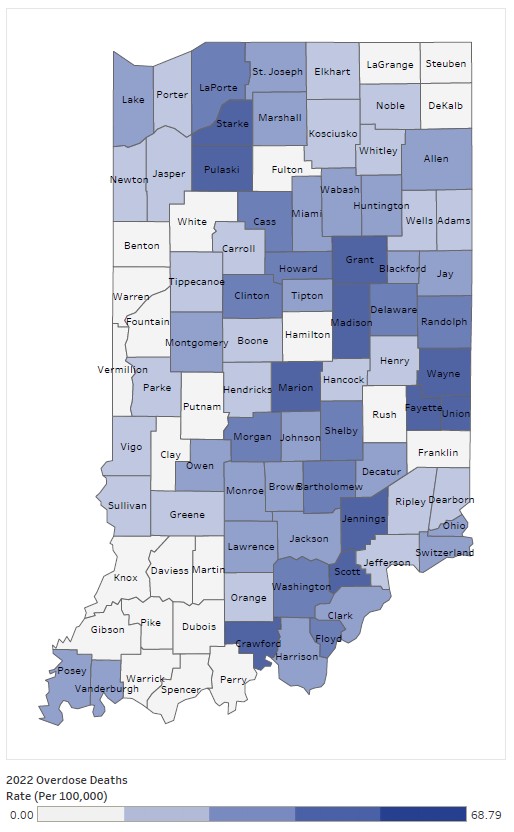 LaGrange
Steuben
St. Joseph
Elkhart
LaPorte
Porter
Lake
Noble
DeKalb
Marshall
Starke
Kosciusko
Whitley
Allen
Fulton
Pulaski
Jasper
Newton
Wabash
Huntington
Miami
Wells
Adams
White
Cass
Benton
Carroll
Grant
Howard
Blackford
Jay
Tippecanoe
Warren
Clinton
Tipton
Delaware
Fountain
Madison
Randolph
Hamilton
Montgomery
Boone
Henry
Vermillion
Wayne
Hancock
Parke
Hendricks
Marion
Putnam
Fayette
Union
Rush
Shelby
Morgan
Johnson
Vigo
Clay
Franklin
Owen
Decatur
Monroe
Brown
Bartholomew
Ripley
Dearborn
Sullivan
Greene
Jennings
Ohio
Jackson
Lawrence
Switzerland
Jefferson
Martin
Daviess
Scott
Knox
Washington
Orange
Clark
Pike
Dubois
Gibson
Floyd
Crawford
Harrison
Posey
Warrick
Perry
Vanderburgh
Spencer
2022 Overdose Deaths
Rate (Per 100,000)
0.00
68.79